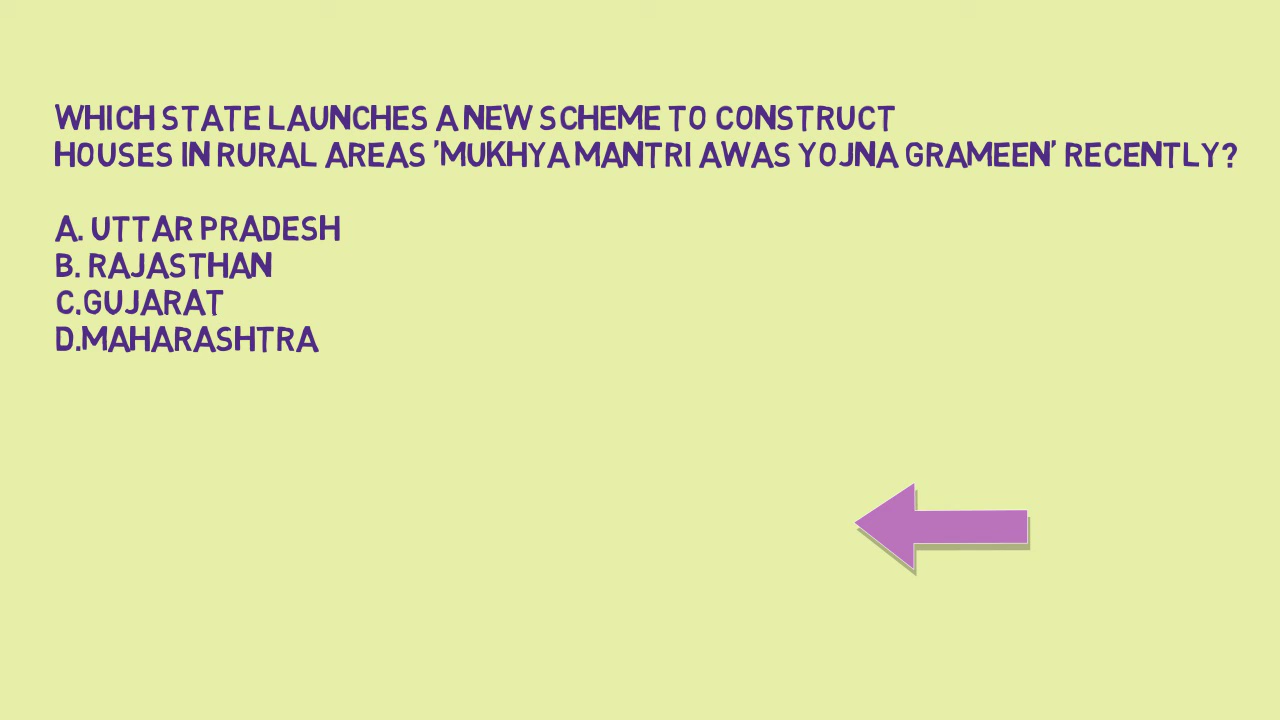 WHICH STATE LAUNCHES A NEW SCHEME TO CONSTRUCT
HOUSES IN RURAL AREAS 'MUKHYA MANTRI AWAS YOJNA GRAMEEN' RECENTLY?
A. UTTAR PRADESH
B. RAJASTHAN
C.GUJARAT
D.MAHARASHTRA